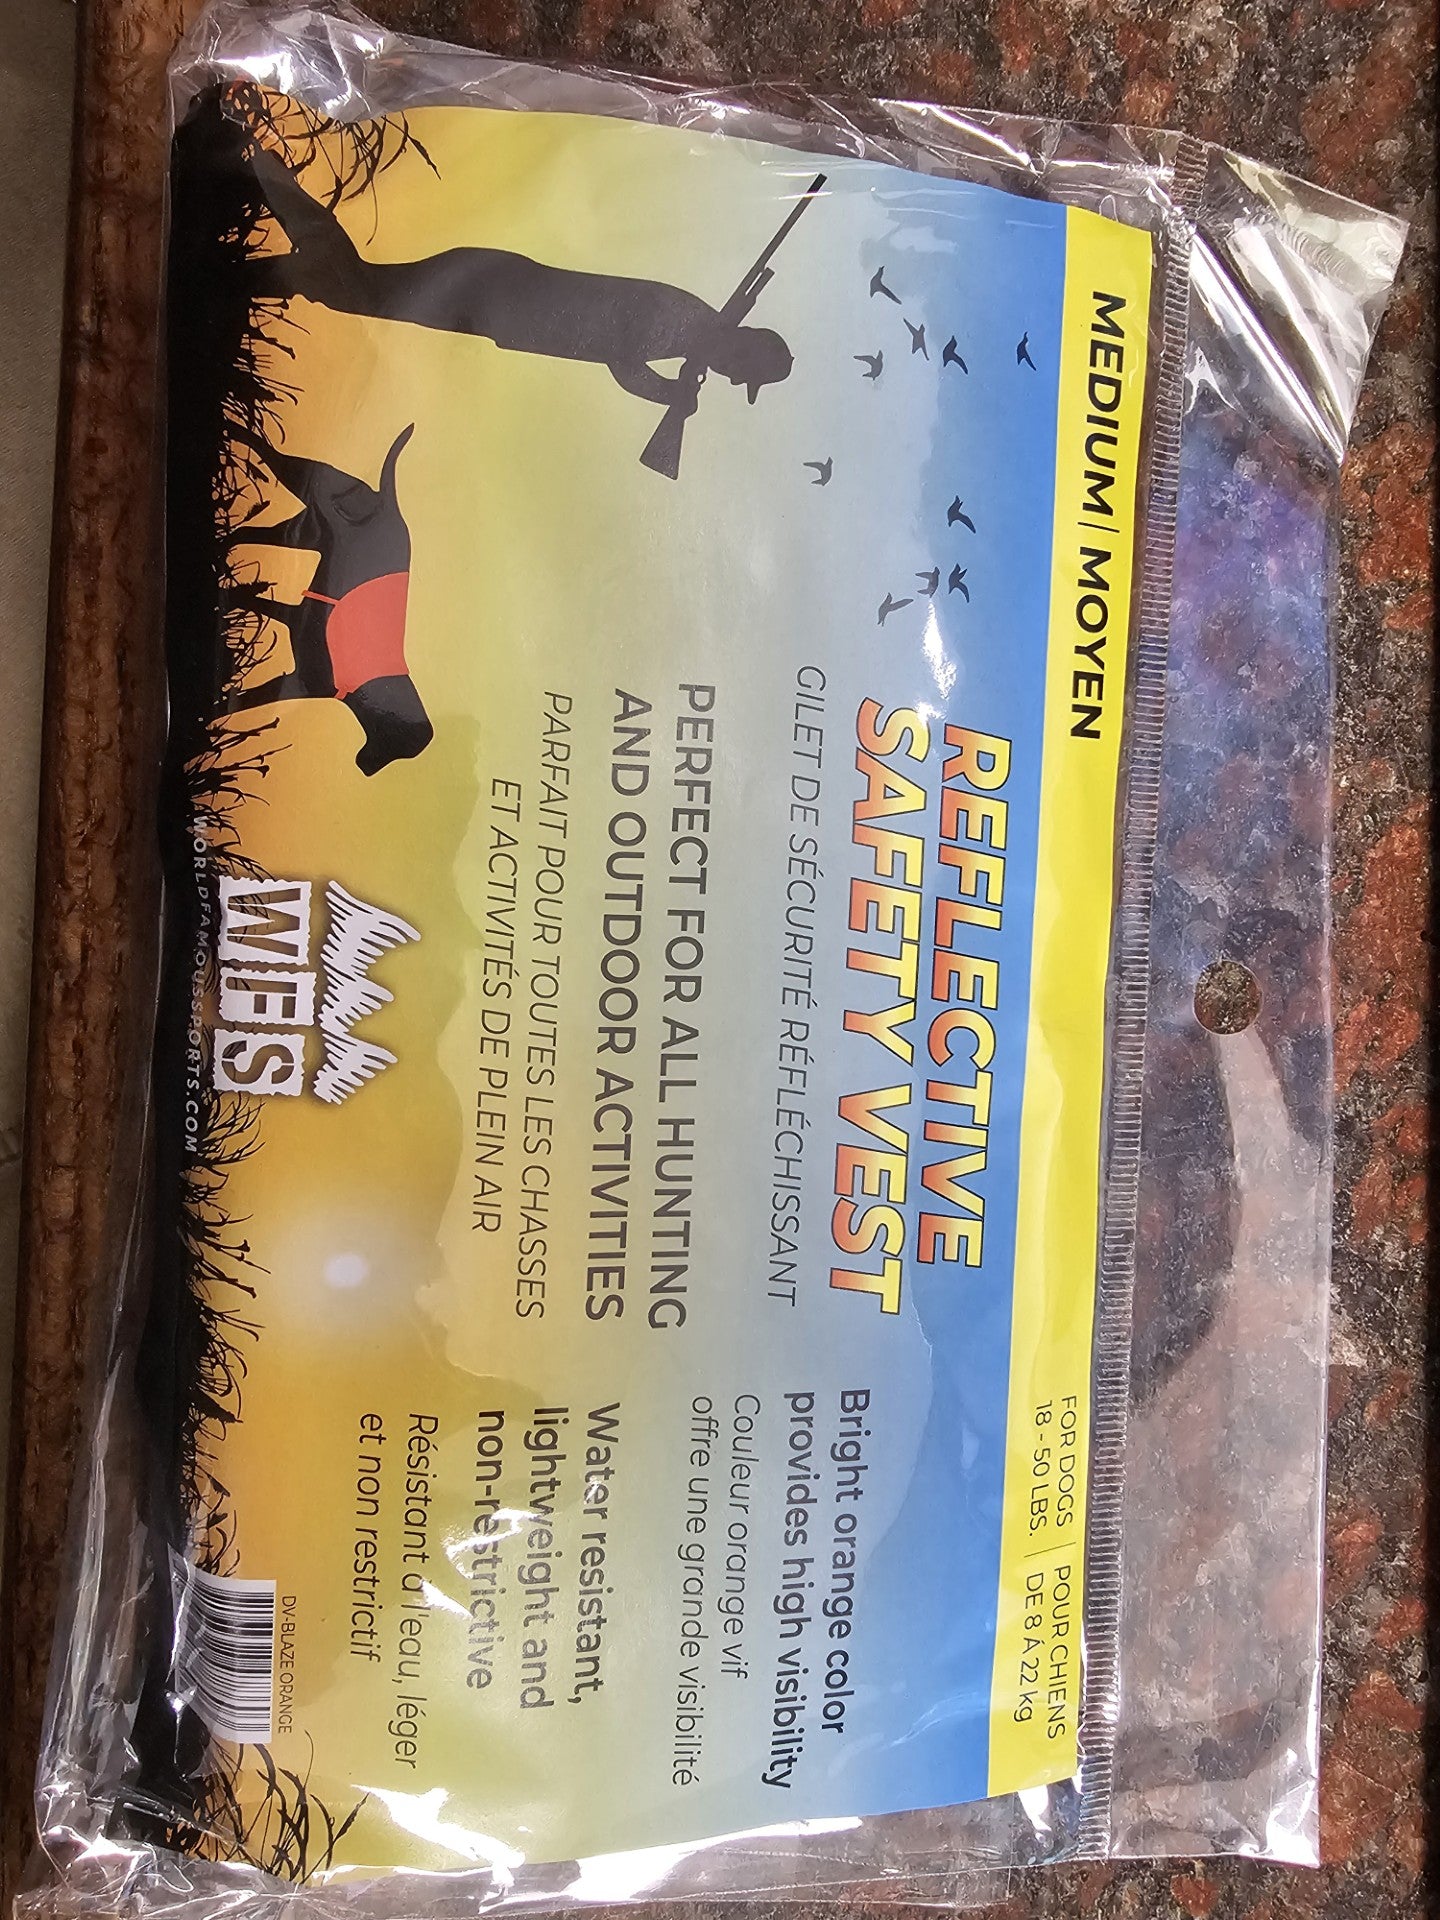 MEDIUM | MOYEN
FOR DOGS | POUR CHIENS
18 - 50 LBS. | DE 8 Á 22 kg
REFLECTIVE
SAFETY VEST
GILET DE SÉCURITÉ RÉFLÉCHISSANT
PERFECT FOR ALL HUNTING
AND OUTDOOR ACTIVITIES
PARFAIT POUR TOUTES LES CHASSES
ET ACTIVITÉS DE PLEIN AIR
Bright orange color
provides high visibility
Couleur orange vif
offre une grande visibilité
Water resistant,
lightweight and
non-restrictive
Résistant à l'eau, léger
et non restrictif
WFS
WORLDFAMOUSSPORTS.COM
DV-BLAZE ORANGE